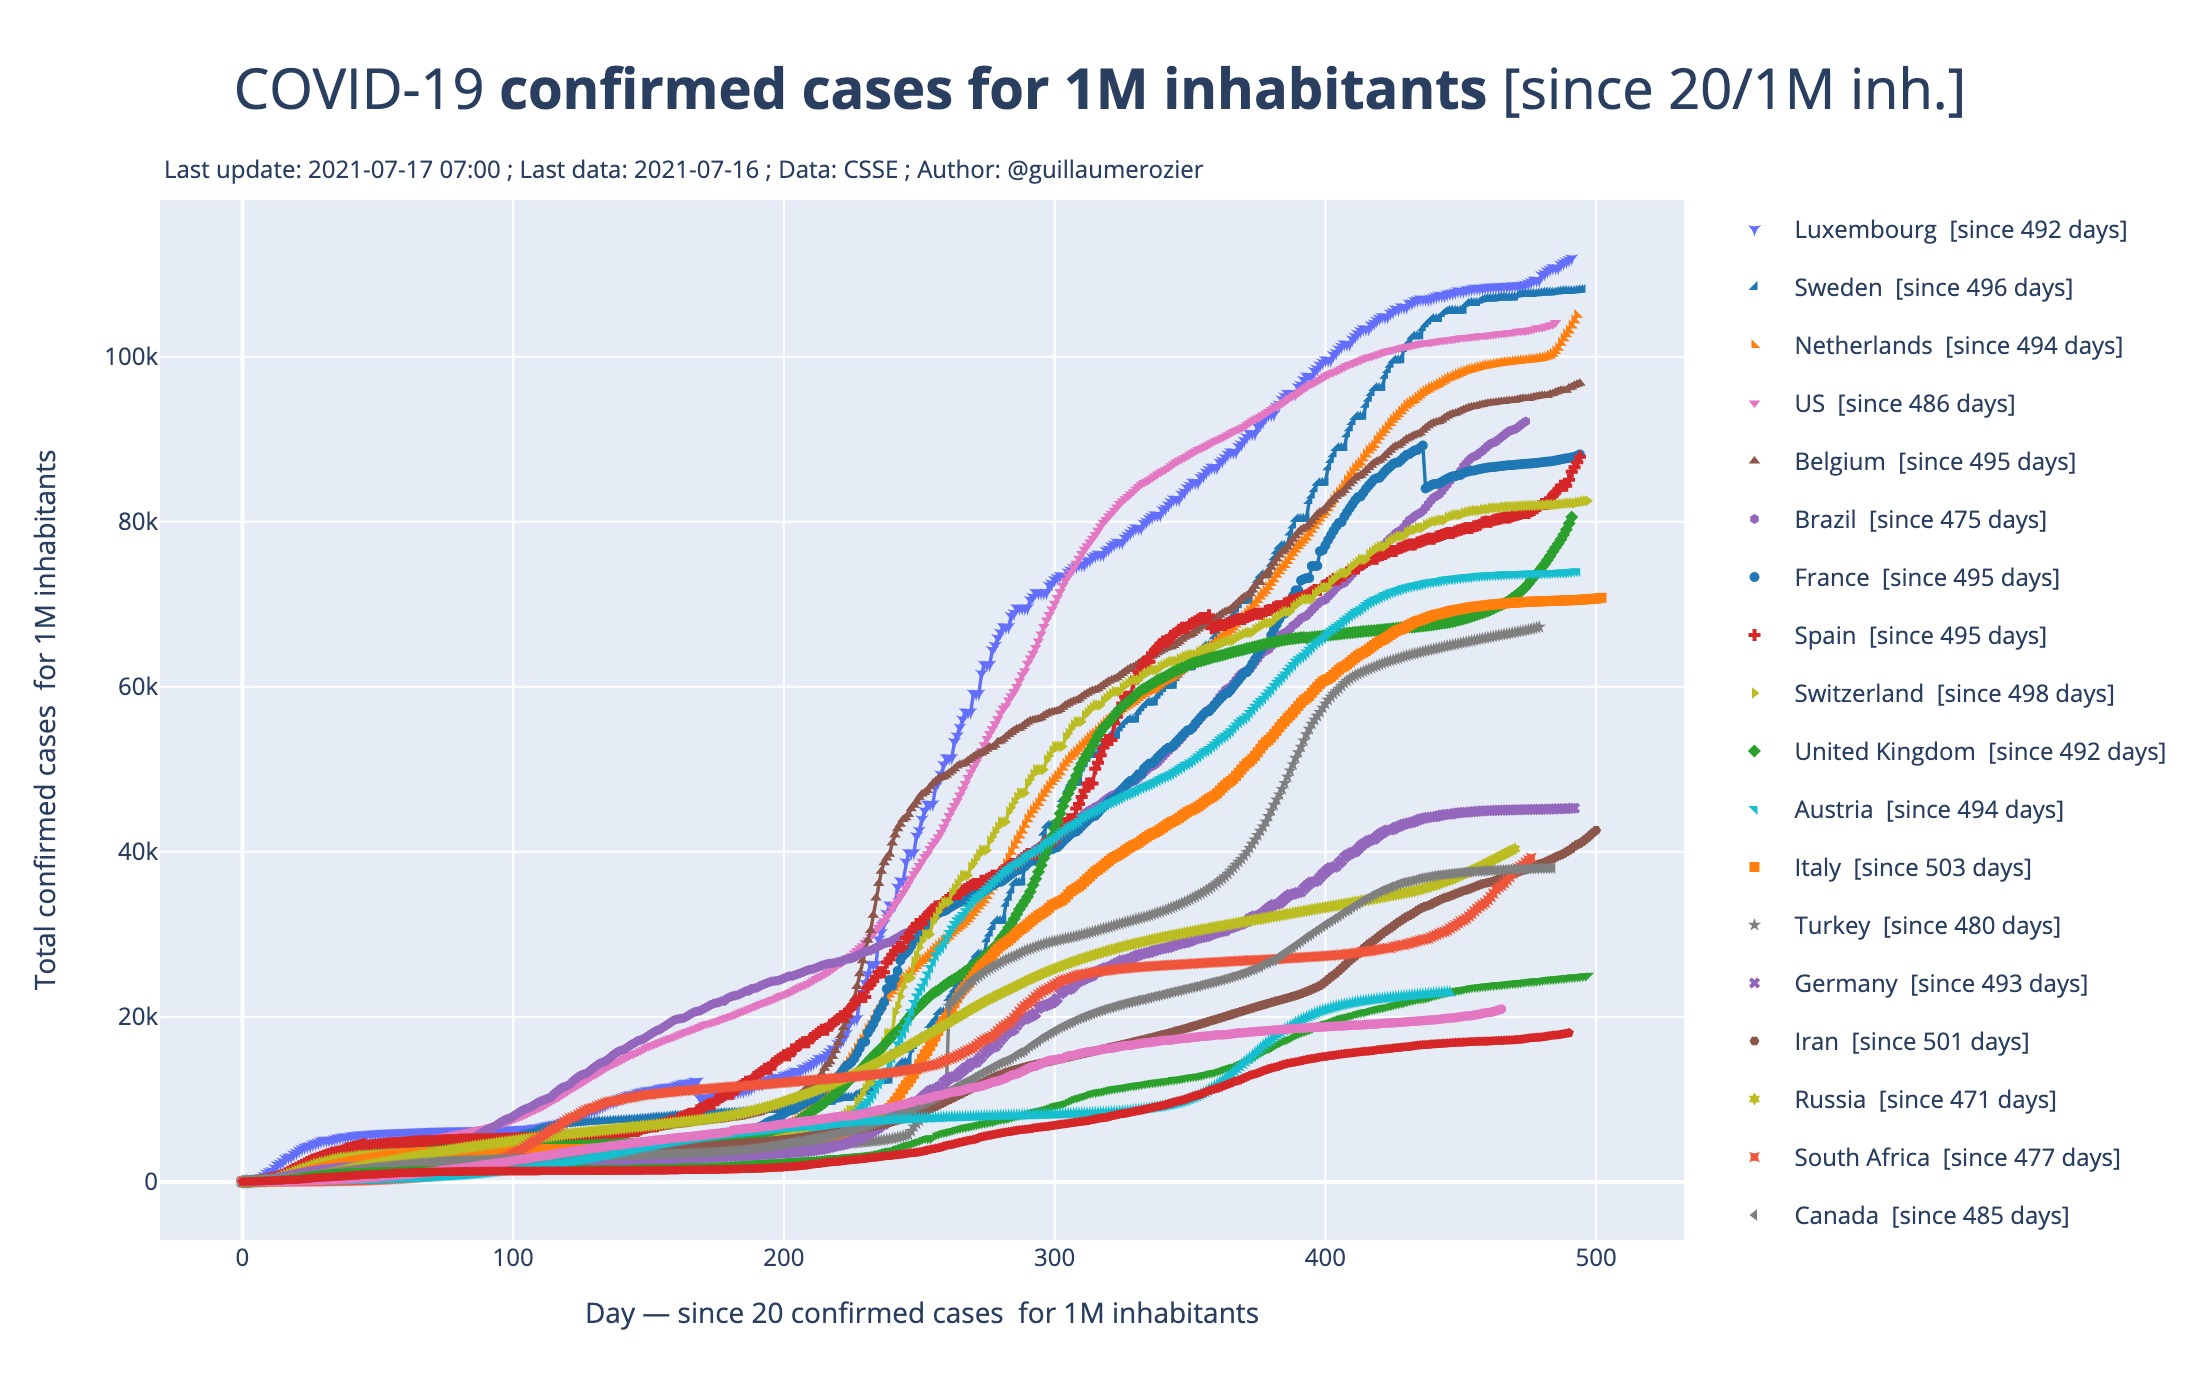 COVID-19 confirmed cases for 1M inhabitants [since 20/1M inh.]
Last update: 2021-07-17 07:00 ; Last data: 2021-07-16 ; Data: CSSE ; Author: @guillaumerozier
Total confirmed cases for 1M inhabitants
100k
80k
60k
40k
20k
0
0 100 200 300 400 500
Day — since 20 confirmed cases for 1M inhabitants
Luxembourg [since 492 days]
Sweden [since 496 days]
Netherlands [since 494 days]
US [since 486 days]
Belgium [since 495 days]
Brazil [since 475 days]
France [since 495 days]
Spain [since 495 days]
Switzerland [since 498 days]
United Kingdom [since 492 days]
Austria [since 494 days]
Italy [since 503 days]
Turkey [since 480 days]
Germany [since 493 days]
Iran [since 501 days]
Russia [since 471 days]
South Africa [since 477 days]
Canada [since 485 days]